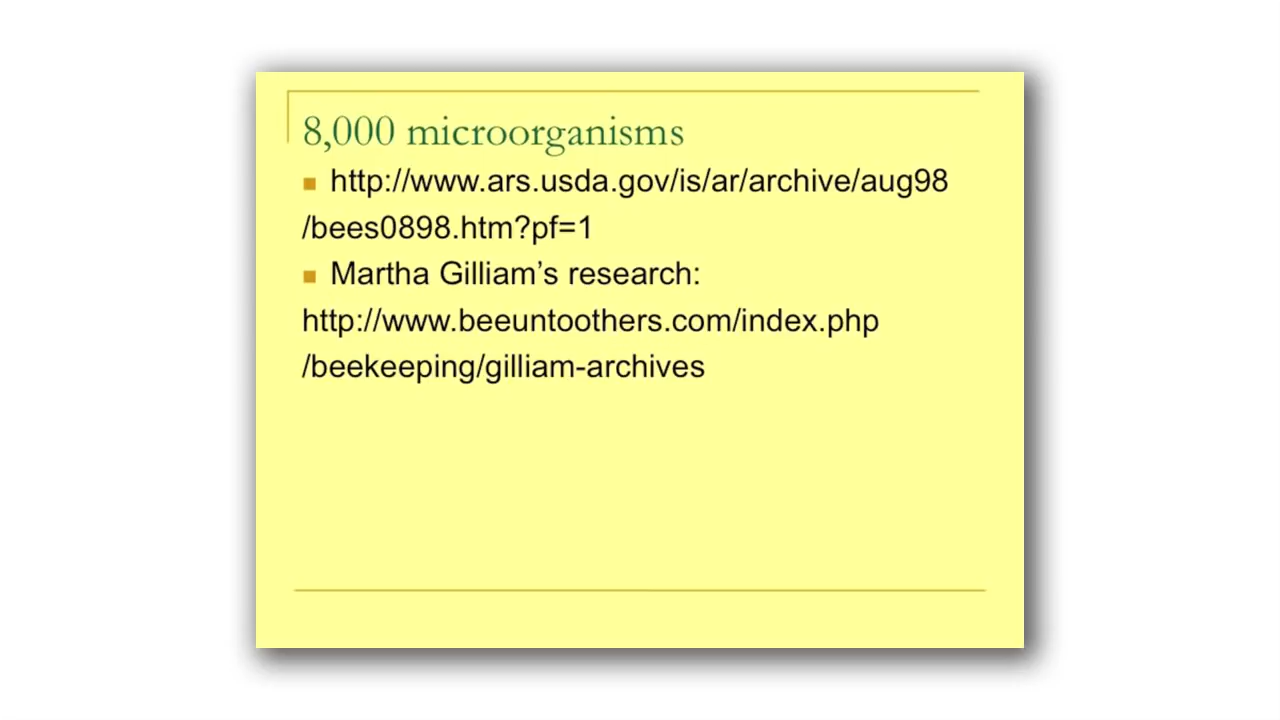 8,000 microorganisms
http://www.ars.usda.gov/is/ar/archive/aug98
/bees0898.htm?pf=1
Martha Gilliam’s research:
http://www.beeuntoothers.com/index.php
/beekeeping/gilliam-archives